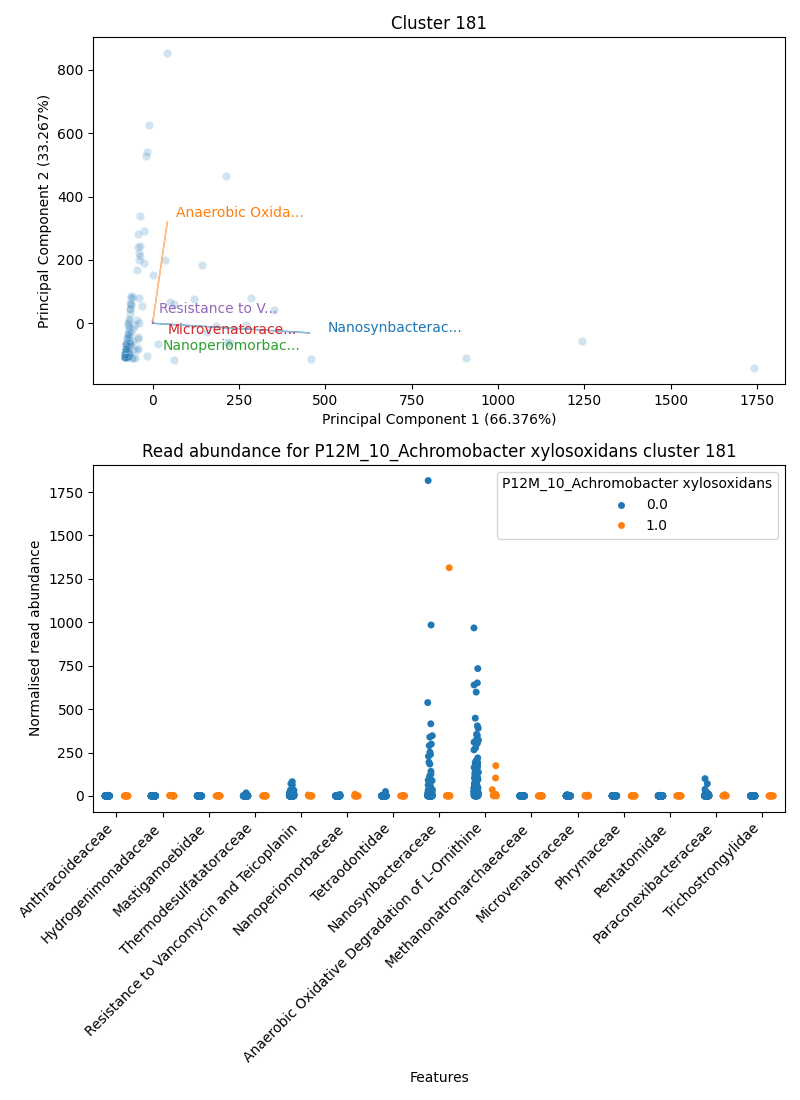 Cluster 181
800
600
400
200
0
Principal Component 2 (33.267%)
Anaerobic Oxida...
Resistance to V...
Microvenatorace...
Nanoperiomorbac...
Nanosynbacterac...
0 250 500 750 1000 1250 1500 1750
Principal Component 1 (66.376%)
Read abundance for P12M_10_Achromobacter xylosoxidans cluster 181
P12M_10_Achromobacter xylosoxidans
0.0
1.0
1750
1500
1250
1000
750
500
250
0
Normalised read abundance
Anthracoideaceae
Hydrogenimonadaceae
Mastigamoebidae
Thermodesulfatatoraceae
Resistance to Vancomycin and Teicoplanin
Nanoperiomorbaceae
Tetraodontidae
Nanosynbacteraceae
Anaerobic Oxidative Degradation of L-Ornithine
Methanonatronarchaeaceae
Microvenatoraceae
Phrymaceae
Pentatomidae
Paraconexibacteraceae
Trichostrongylidae
Features